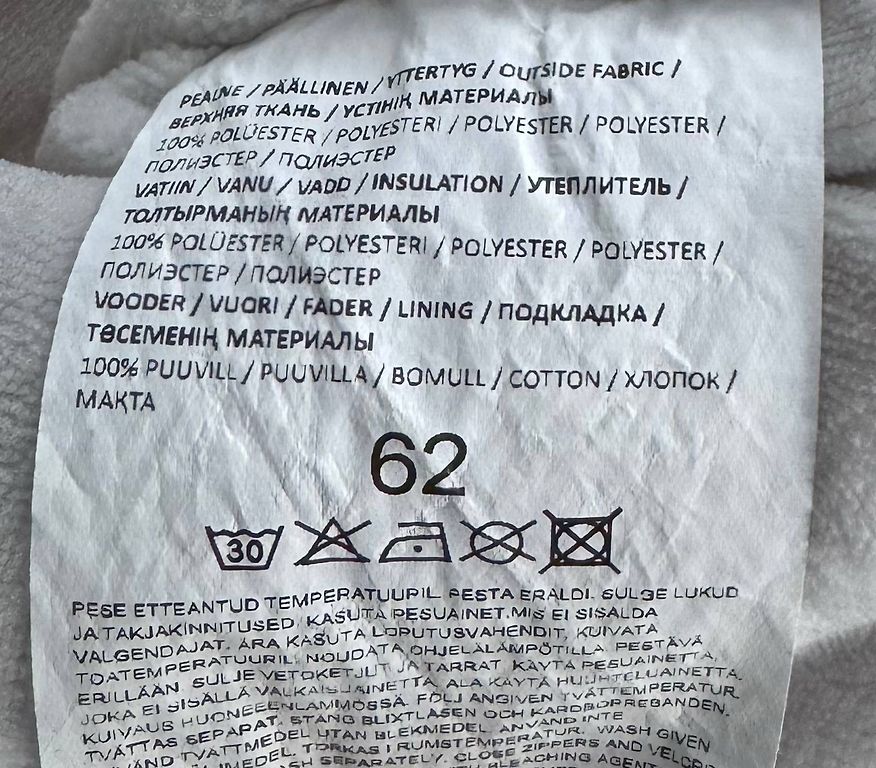 PEALNE / PÄÄLLINEN / YTTERTYG / OUTSIDE FABRIC /
ВЕРХНЯЯ ТКАНЬ / ҮСТІНІҢ МАТЕРИАЛЫ
100% POLÜESTER / POLYESTERI / POLYESTER / POLYESTER /
ПОЛИЭСТЕР / ПОЛИЭСТЕР
VATIIN / VANU / VADD / INSULATION / УТЕПЛИТЕЛЬ /
ТОЛТЫРМАНЫҢ МАТЕРИАЛЫ
100% POLÜESTER / POLYESTERI / POLYESTER / POLYESTER /
ПОЛИЭСТЕР / ПОЛИЭСТЕР
VOODER / VUORI / FADER / LINING / ПОДКЛАДКА /
ТӨСЕМЕНІҢ МАТЕРИАЛЫ
100% PUUVILL / PUUVILLA / BOMULL / COTTON / ХЛОПОК /
МАҚТА
62
30
PESE ETTEANTUD TEMPERATUURIL. PESTA ERALDI. SULGE LUKUD
JA TAKJAKINNITUSED. KASUTA PESUAINET, MIS EI SISALDA
VALGENDAJAT. ÄRA KASUTA LOPUTUSVAHENDIT, KUIVATA
TOATEMPERATUURIL. NOUDATA OHJELÄMPÖTILLA. PESTÄVÄ
ERILLÄÄN. SULJE VETOKETJUT JA TARRAT. KÄYTÄ PESUAINETTA,
JOKA EI SISÄLLÄ VALKAISUAINETTA, ÄLÄ KÄYTÄ HUUHTELUAINETTA.
KUIVAUS HUONEEENLÄMMÖSSÄ. FÖLJ ANGIVEN TVÄTTEMPERATUR.
TVÄTTAS SEPARAT. STÄNG BLIXTLÅSEN OCH KARDBORREBANDEN.
ANVÄND TVÄTTMEDEL UTAN BLEKMEDEL. ANVÄND INTE
TORKAS I RUMSTEMPERATUR. WASH GIVEN
SEPARATELY. CLOSE ZIPPERS AND
BLEACHING AGENT